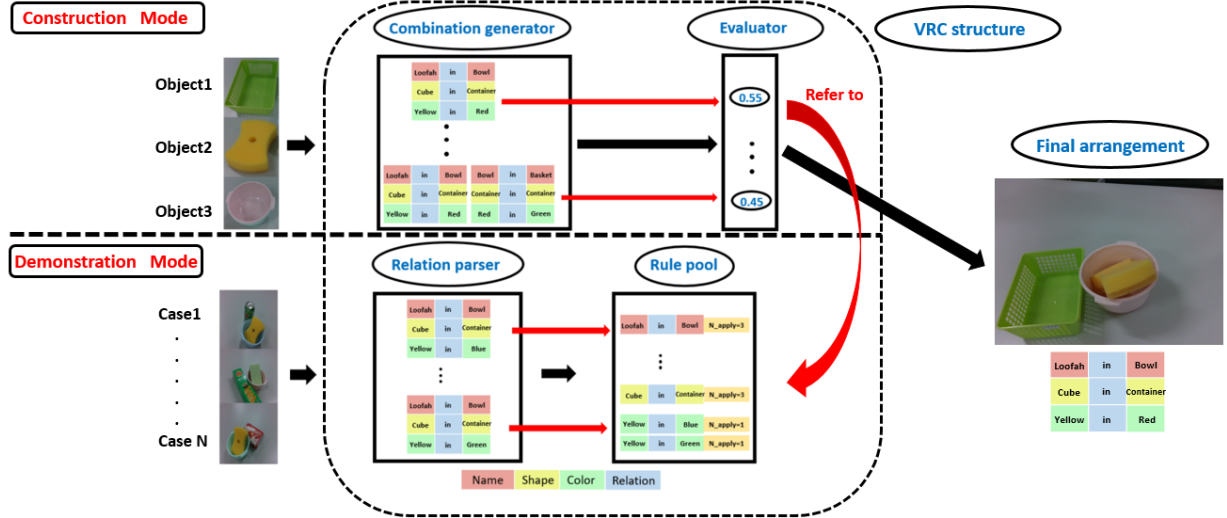 Construction Mode
Combination generator
Evaluator
VRC structure
Object1
Object2
Object3
Loofah in Bowl
Cube in Container
Yellow in Red
Loofah in Bowl Bowl in Basket
Cube in Container Container in Container
Yellow in Red Red in Green
0.55
0.45
Refer to
Final arrangement
Loofah in Bowl
Cube in Container
Yellow in Red
Demonstration Mode
Relation parser
Rule pool
Case1
Case N
Loofah in Bowl
Cube in Container
Yellow in Blue
Loofah in Bowl
Cube in Container
Yellow in Green
Loofah in Bowl N_apply=3
Cube in Container N_apply=3
Yellow in Blue N_apply=1
Yellow in Green N_apply=1
Name Shape Color Relation